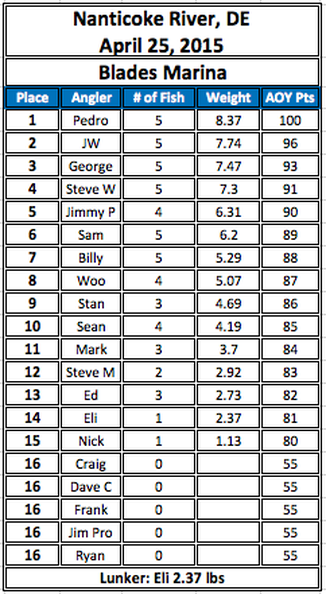 Nanticoke River, DE
April 25, 2015
Blades Marina
Place Angler # of Fish Weight AOY Pts
1 Pedro 5 8.37 100
2 JW 5 7.74 96
3 George 5 7.47 93
4 Steve W 5 7.3 91
5 Jimmy P 4 6.31 90
6 Sam 5 6.2 89
7 Billy 5 5.29 88
8 Woo 4 5.07 87
9 Stan 3 4.69 86
10 Sean 4 4.19 85
11 Mark 3 3.7 84
12 Steve M 2 2.92 83
13 Ed 3 2.73 82
14 Eli 1 2.37 81
15 Nick 1 1.13 80
16 Craig 0 55
16 Dave C 0 55
16 Frank 0 55
16 Jim Pro 0 55
16 Ryan 0 55
Lunker: Eli 2.37 lbs